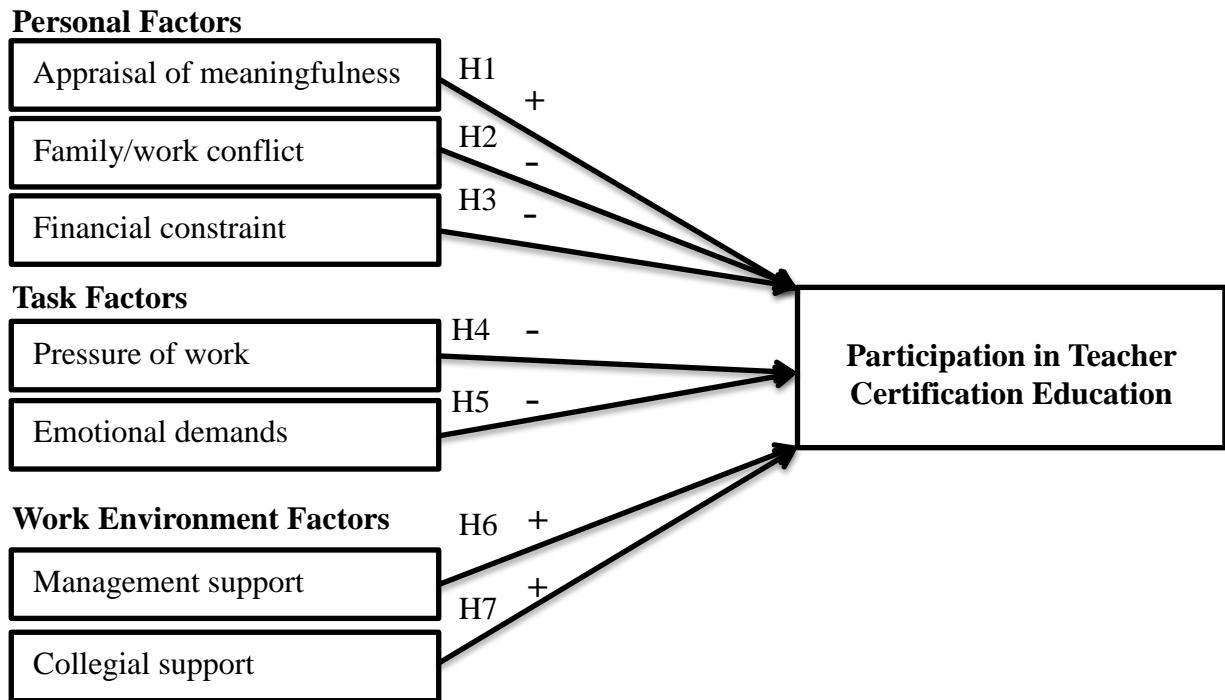 Personal Factors
Appraisal of meaningfulness
H1
+
Family/work conflict
H2
-
Financial constraint
H3
-
Task Factors
Pressure of work
H4
-
Emotional demands
H5
-
Participation in Teacher
Certification Education
Work Environment Factors
Management support
H6
+
Collegial support
H7
+